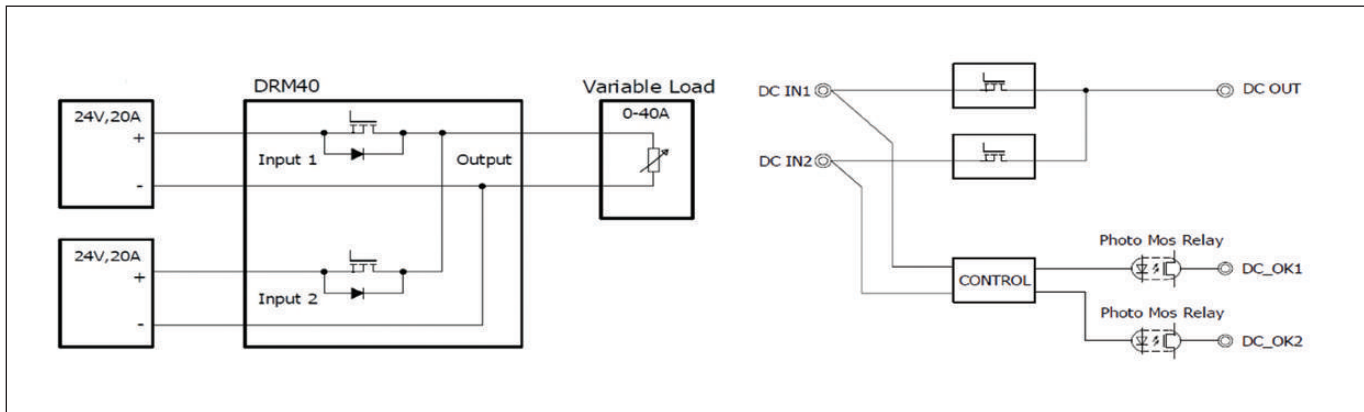 DRM40
Variable Load
24V,20A
+
-
Input 1
Output
0-40A
24V,20A
+
-
Input 2
DC IN1
DC OUT
DC IN2
Photo Mos Relay
CONTROL
DC_OK1
Photo Mos Relay
DC_OK2